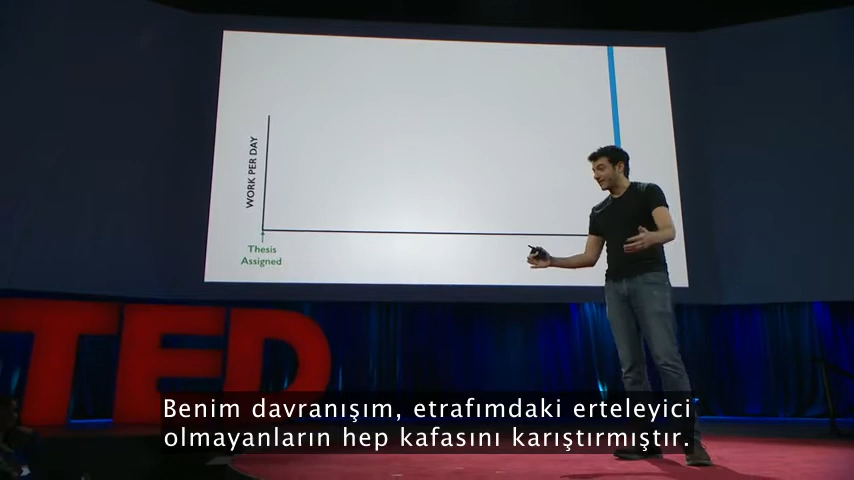 WORK PER DAY
Thesis
Assigned
TED
Benim davranışım, etrafımdaki erteleyici
olmayanların hep kafasını karıştırmıştır.